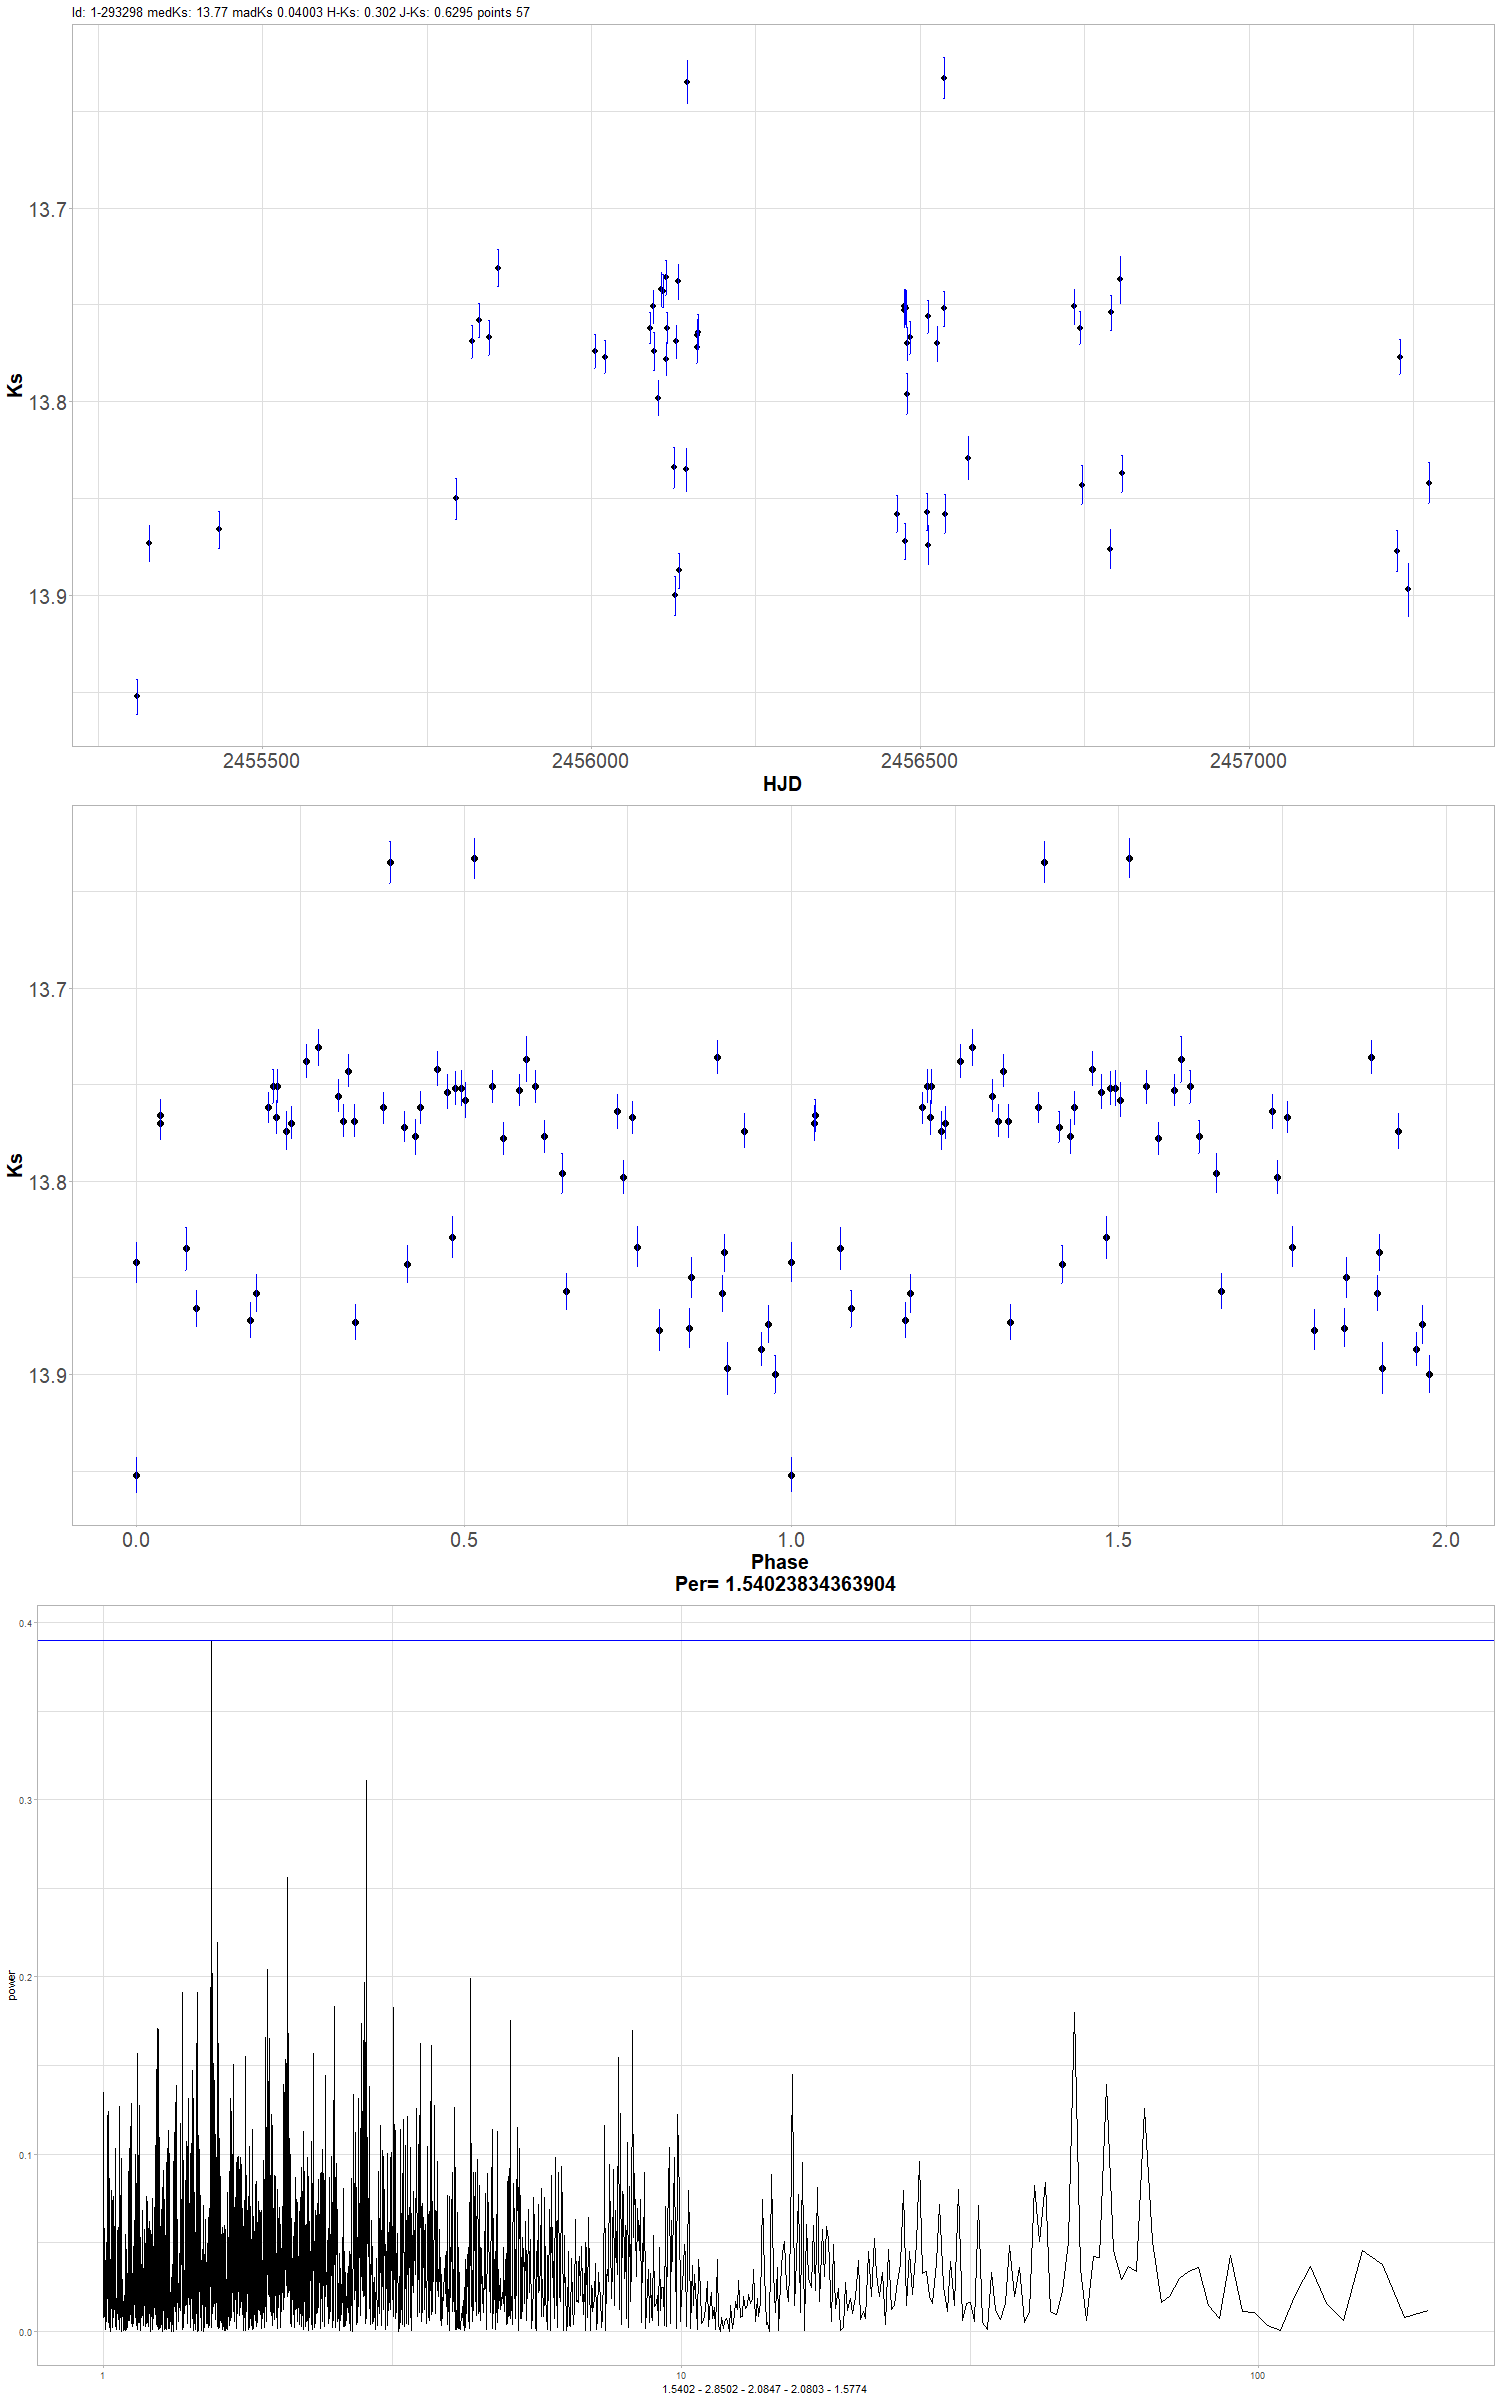 Id: 1-293298 medKs: 13.77 madKs 0.04003 H-Ks: 0.302 J-Ks: 0.6295 points 57
13.7
13.8
13.9
Ks
2455500 2456000 2456500 2457000
HJD
13.7
13.8
13.9
Ks
0.0 0.5 1.0 1.5 2.0
Phase
Per= 1.54023834363904
0.4
0.3
0.2
0.1
0.0
power
1 10 100
1.5402 - 2.8502 - 2.0847 - 2.0803 - 1.5774